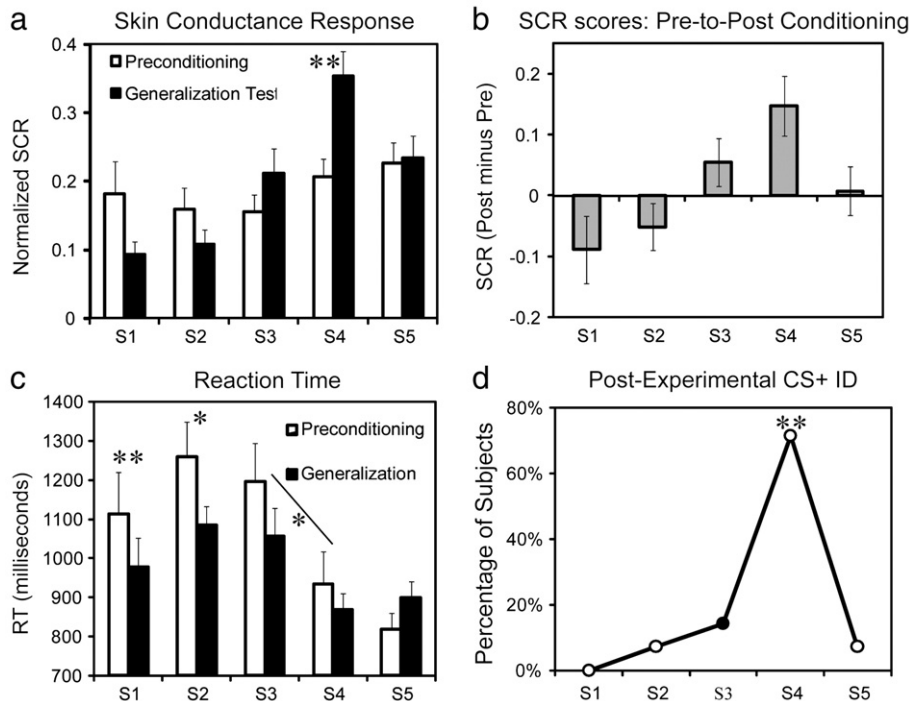 a
Skin Conductance Response
Normalized SCR
0.4
0.3
0.2
0.1
0
Preconditioning
Generalization Test
**
S1 S2 S3 S4 S5
b
SCR scores: Pre-to-Post Conditioning
SCR (Post minus Pre)
0.2
0.1
0
-0.1
-0.2
S1 S2 S3 S4 S5
c
Reaction Time
RT (milliseconds)
1400
1300
1200
1100
1000
900
800
700
Preconditioning
Generalization
**
*
*
S1 S2 S3 S4 S5
d
Post-Experimental CS+ ID
Percentage of Subjects
80%
60%
40%
20%
0%
**
S1 S2 S3 S4 S5